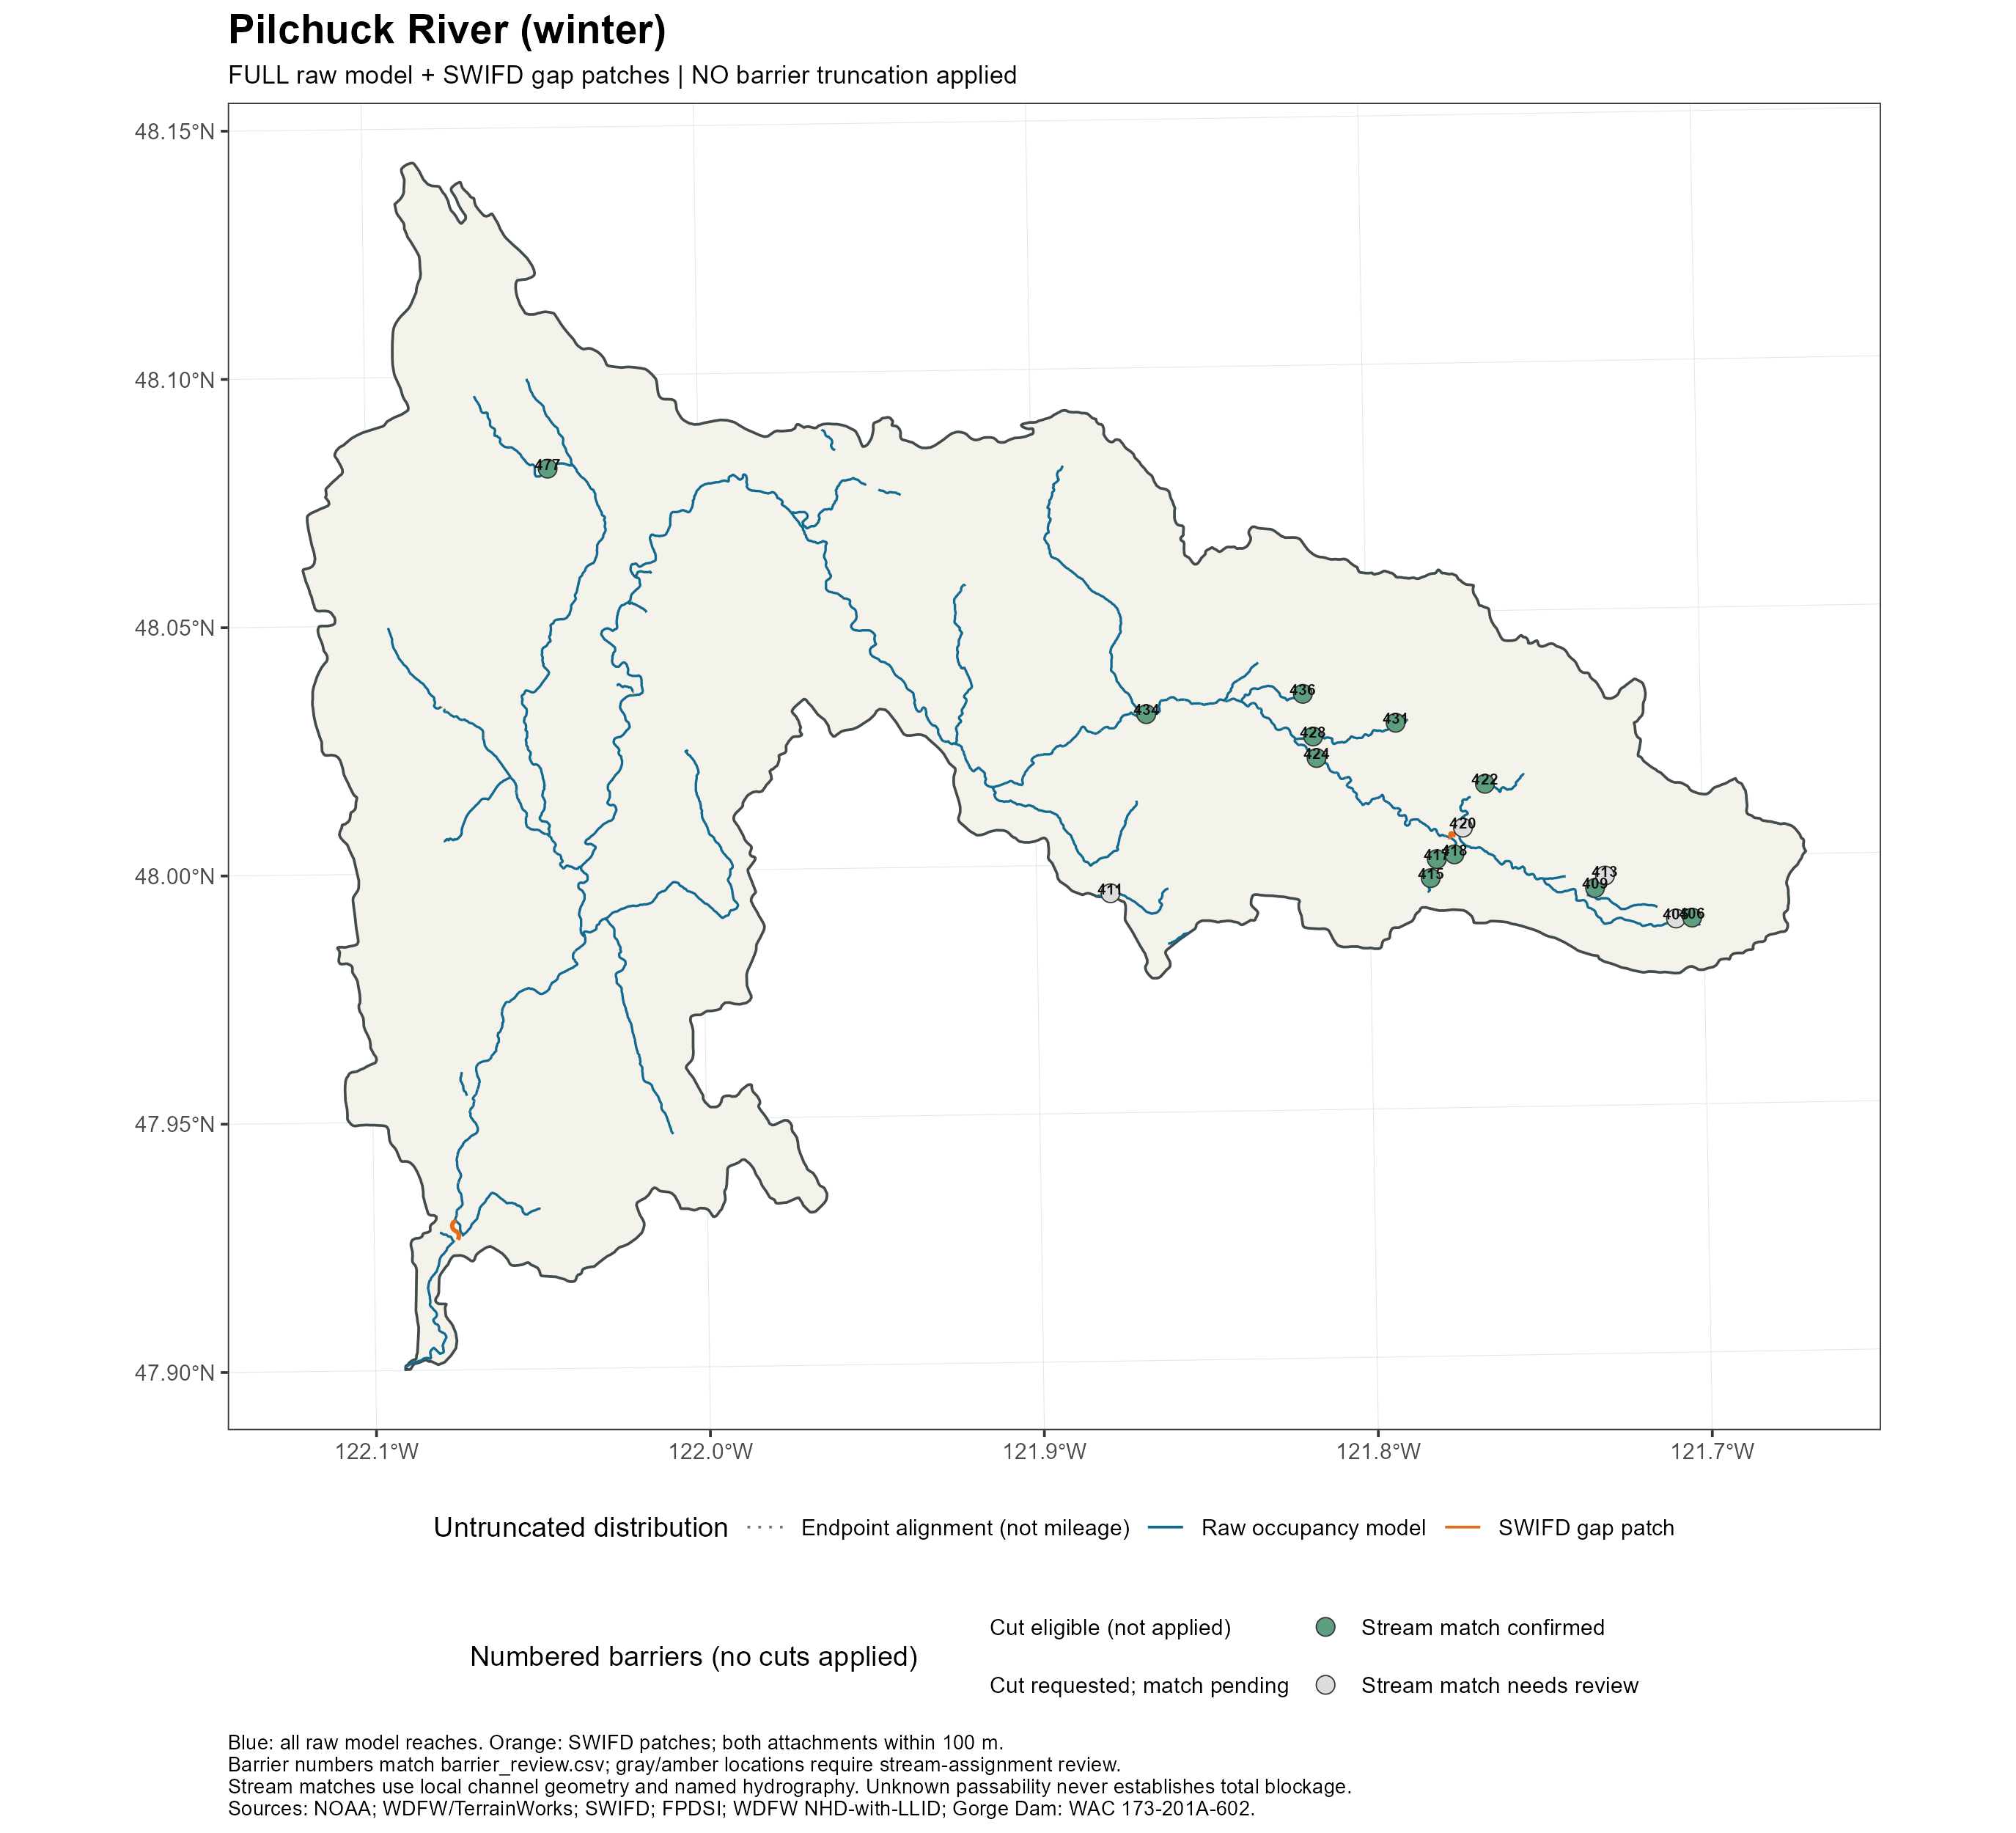 Pilchuck River (winter)
FULL raw model + SWIFD gap patches | NO barrier truncation applied
48.15°N
48.10°N
48.05°N
48.00°N
47.95°N
47.90°N
477
436
434
431
428
424
422
420
417 418
415
413
409
411
406
122.1°W 122.0°W 121.9°W 121.8°W 121.7°W
Untruncated distribution Endpoint alignment (not mileage) Raw occupancy model SWIFD gap patch
Numbered barriers (no cuts applied)
Cut eligible (not applied) Stream match confirmed
Cut requested; match pending Stream match needs review
Blue: all raw model reaches. Orange: SWIFD patches; both attachments within 100 m.
Barrier numbers match barrier_review.csv; gray/amber locations require stream-assignment review.
Stream matches use local channel geometry and named hydrography. Unknown passability never establishes total blockage.
Sources: NOAA; WDFW/TerrainWorks; SWIFD; FPDSI; WDFW NHD-with-LLID; Gorge Dam: WAC 173-201A-602.